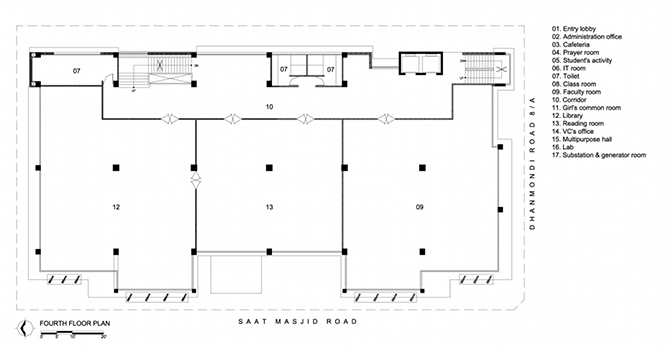 01. Entry lobby
02. Administration office
03. Cafeteria
04. Prayer room
05. Student's activity
06. IT room
07. Toilet
08. Class room
09. Faculty room
10. Corridor
11. Girl's common room
12. Library
13. Reading room
14. VC's office
15. Multipurpose hall
16. Lab
17. Substation & generator room
07
07
07
10
12
13
09
DHANMONDI ROAD 8/A
SAAT MASJID ROAD
FOURTH FLOOR PLAN
0' 5' 10' 20'